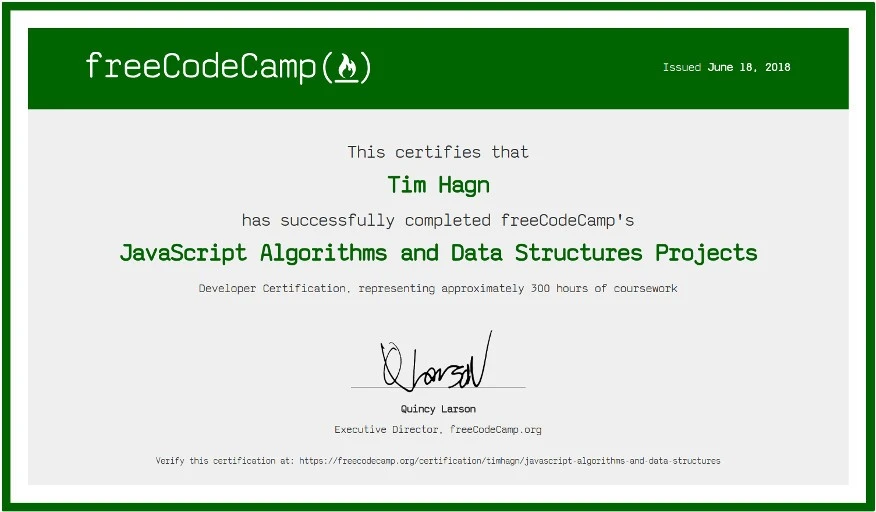 freeCodeCamp(🔥)
Issued June 18, 2018
This certifies that
Tim Hagn
has successfully completed freeCodeCamp's
JavaScript Algorithms and Data Structures Projects
Developer Certification, representing approximately 300 hours of coursework
Q Larson
Quincy Larson
Executive Director, freeCodeCamp.org
Verify this certification at: https://freecodecamp.org/certification/timhagn/javascript-algorithms-and-data-structures